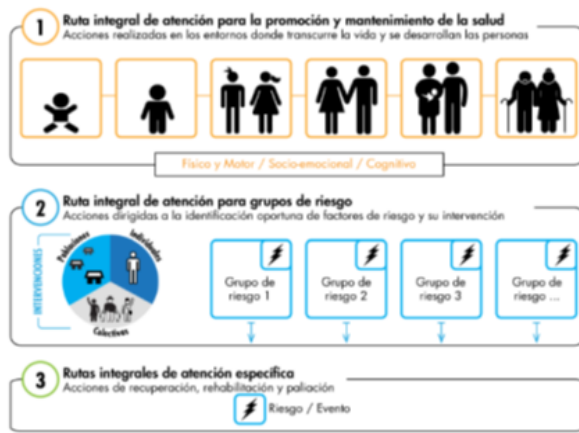 1
Ruta integral de atención para la promoción y mantenimiento de la salud
Acciones realizadas en los entornos donde transcurre la vida y se desarrollan las personas
Físico y Motor / Socio-emocional / Cognitivo
2
Ruta integral de atención para grupos de riesgo
Acciones dirigidas a la identificación oportuna de factores de riesgo y su intervención
INTERVENCIONES
Poblaciones
Individuales
Colectivas
Grupo de
riesgo 1
Grupo de
riesgo 2
Grupo de
riesgo 3
Grupo de
riesgo ...
3
Rutas integrales de atención específica
Acciones de recuperación, rehabilitación y paliación
Riesgo / Evento